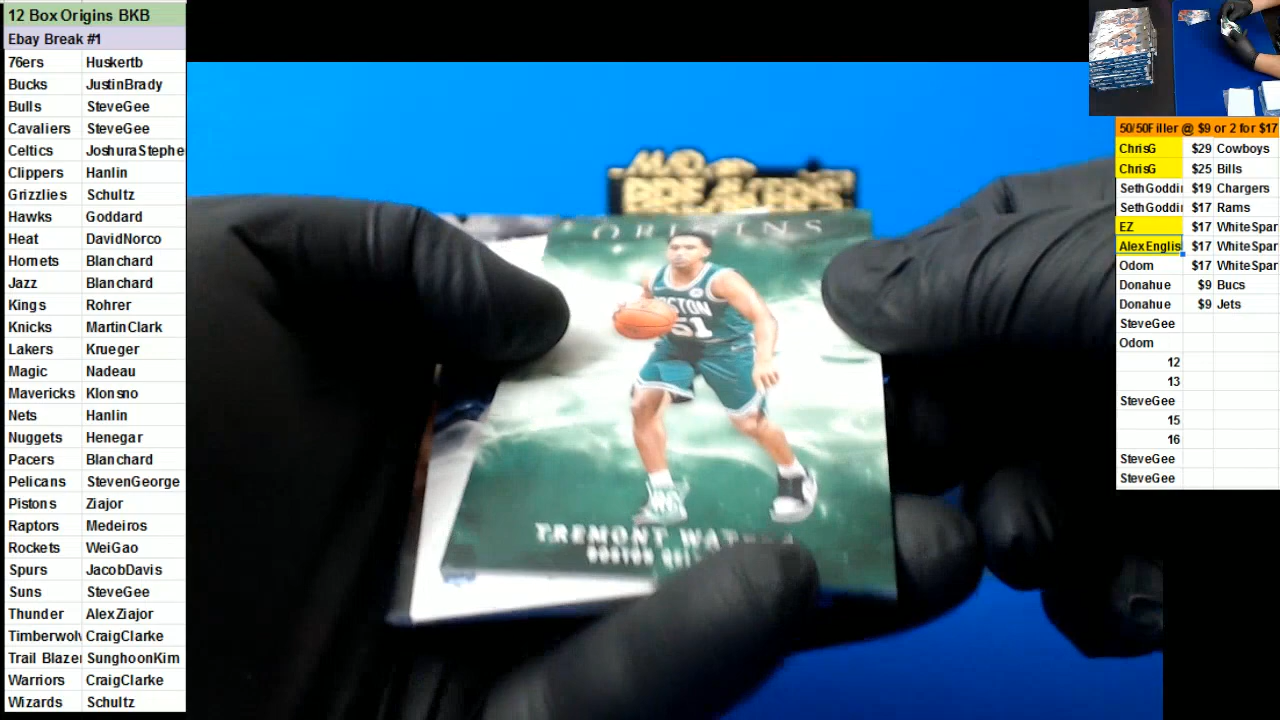 12 Box Origins BKB
Ebay Break #1
76ers Huskertb
Bucks JustinBrady
Bulls SteveGee
Cavaliers SteveGee
Celtics JoshuraStephe
Clippers Hanlin
Grizzlies Schultz
Hawks Goddard
Heat DavidNorco
Hornets Blanchard
Jazz Blanchard
Kings Rohrer
Knicks MartinClark
Lakers Krueger
Magic Nadeau
Mavericks Klonsno
Nets Hanlin
Nuggets Henegar
Pacers Blanchard
Pelicans StevenGeorge
Pistons Ziajor
Raptors Medeiros
Rockets WeiGao
Spurs JacobDavis
Suns SteveGee
Thunder AlexZiajor
Timberwolv CraigClarke
Trail Blazer SunghoonKim
Warriors CraigClarke
Wizards Schultz
BREAKERS
ORIGINS
BOSTON
51
TREMONT
BOSTON
50/50Filler @ $9 or 2 for $17
ChrisG $29 Cowboys
ChrisG $25 Bills
SethGoddi $19 Chargers
SethGoddi $17 Rams
EZ $17 WhiteSpar
AlexEnglis $17 WhiteSpar
Odom $17 WhiteSpar
Donahue $9 Bucs
Donahue $9 Jets
SteveGee
Odom
12
13
SteveGee
15
16
SteveGee
SteveGee